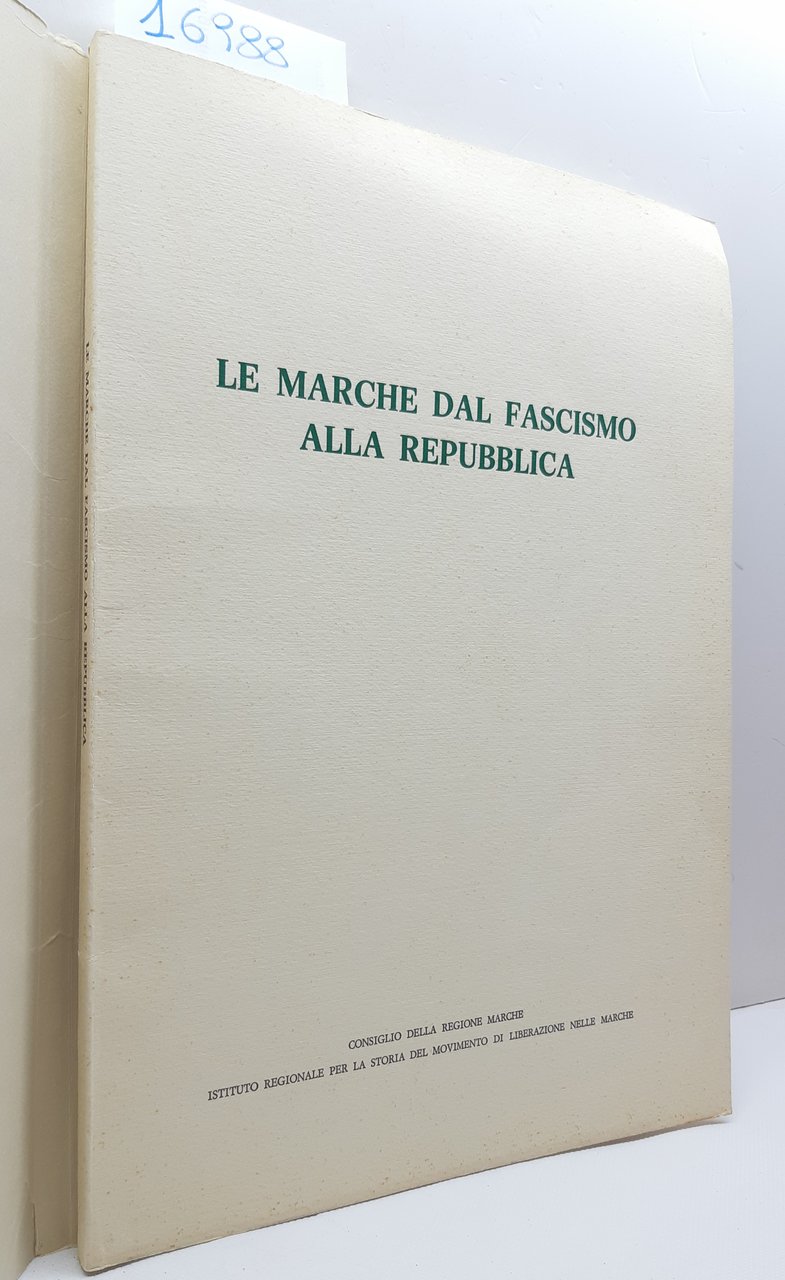 16988
LE MARCHE DAL FASCISMO
ALLA REPUBBLICA
CONSIGLIO DELLA REGIONE MARCHE
ISTITUTO REGIONALE PER LA STORIA DEL MOVIMENTO DI LIBERAZIONE NELLE MARCHE
LE MARCHE DAL FASCISMO ALLA REPUBBLICA